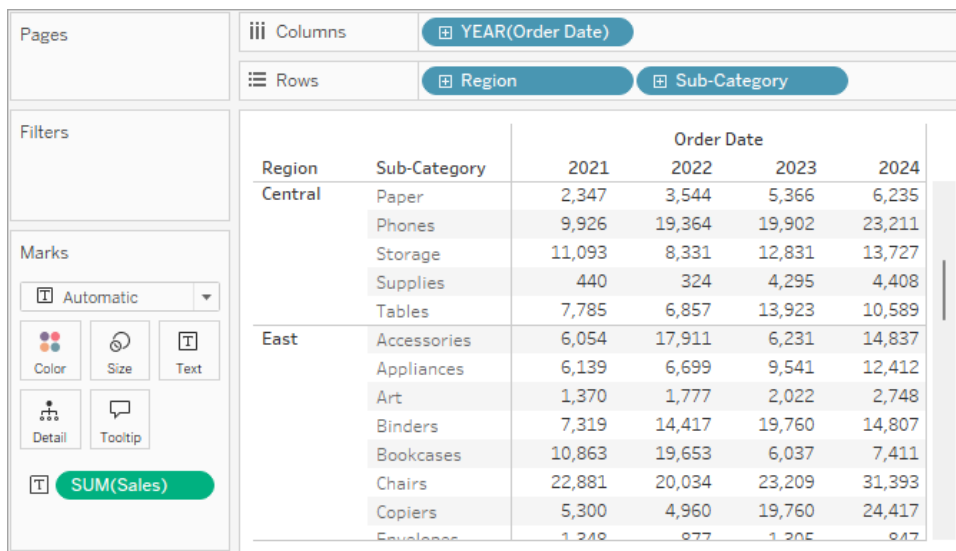 Pages
Columns
YEAR(Order Date)
Rows
Region Sub-Category
Filters
Marks
Automatic
Color Size Text
Detail Tooltip
SUM(Sales)
Order Date
Region Sub-Category 2021 2022 2023 2024
Central Paper 2,347 3,544 5,366 6,235
Phones 9,926 19,364 19,902 23,211
Storage 11,093 8,331 12,831 13,727
Supplies 440 324 4,295 4,408
Tables 7,785 6,857 13,923 10,589
East Accessories 6,054 17,911 6,231 14,837
Appliances 6,139 6,699 9,541 12,412
Art 1,370 1,777 2,022 2,748
Binders 7,319 14,417 19,760 14,807
Bookcases 10,863 19,653 6,037 7,411
Chairs 22,881 20,034 23,209 31,393
Copiers 5,300 4,960 19,760 24,417
Envelopes 1,348 877 1,305 847